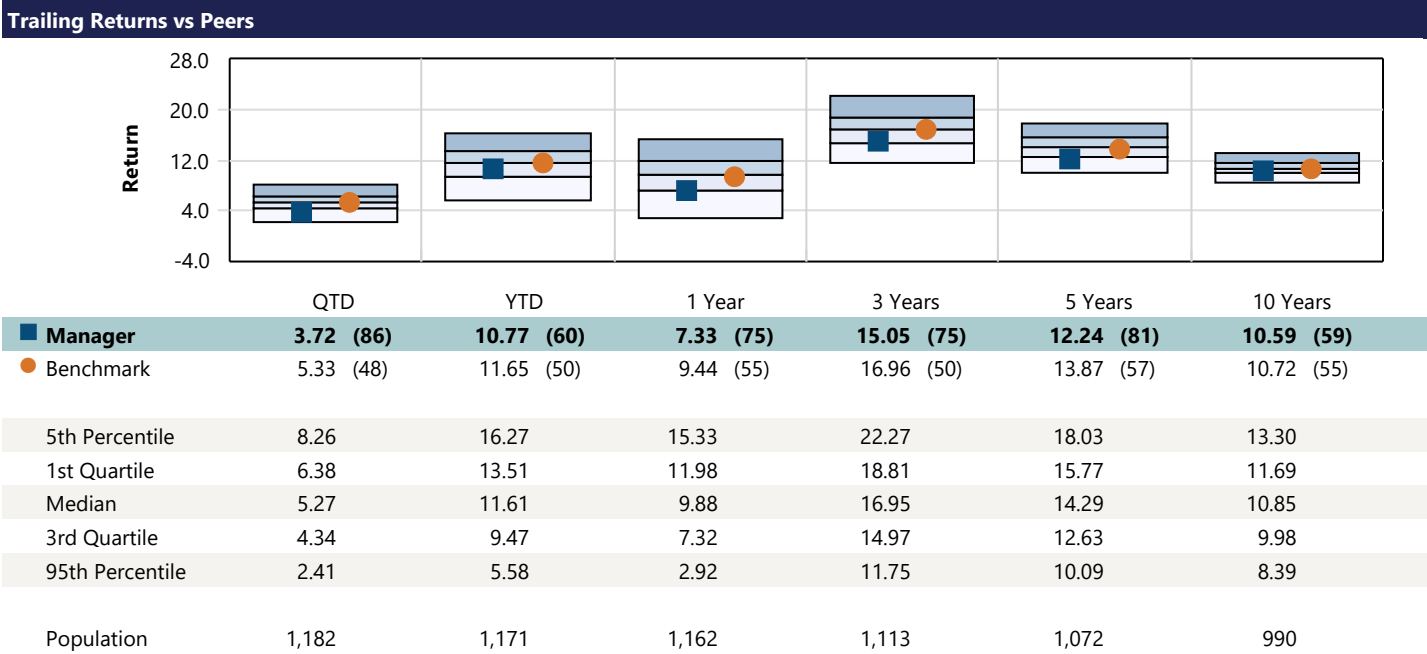 Trailing Returns vs Peers
28.0
20.0
12.0
4.0
-4.0
Return
QTD YTD 1 Year 3 Years 5 Years 10 Years
Manager 3.72 (86) 10.77 (60) 7.33 (75) 15.05 (75) 12.24 (81) 10.59 (59)
Benchmark 5.33 (48) 11.65 (50) 9.44 (55) 16.96 (50) 13.87 (57) 10.72 (55)
5th Percentile 8.26 16.27 15.33 22.27 18.03 13.30
1st Quartile 6.38 13.51 11.98 18.81 15.77 11.69
Median 5.27 11.61 9.88 16.95 14.29 10.85
3rd Quartile 4.34 9.47 7.32 14.97 12.63 9.98
95th Percentile 2.41 5.58 2.92 11.75 10.09 8.39
Population 1,182 1,171 1,162 1,113 1,072 990